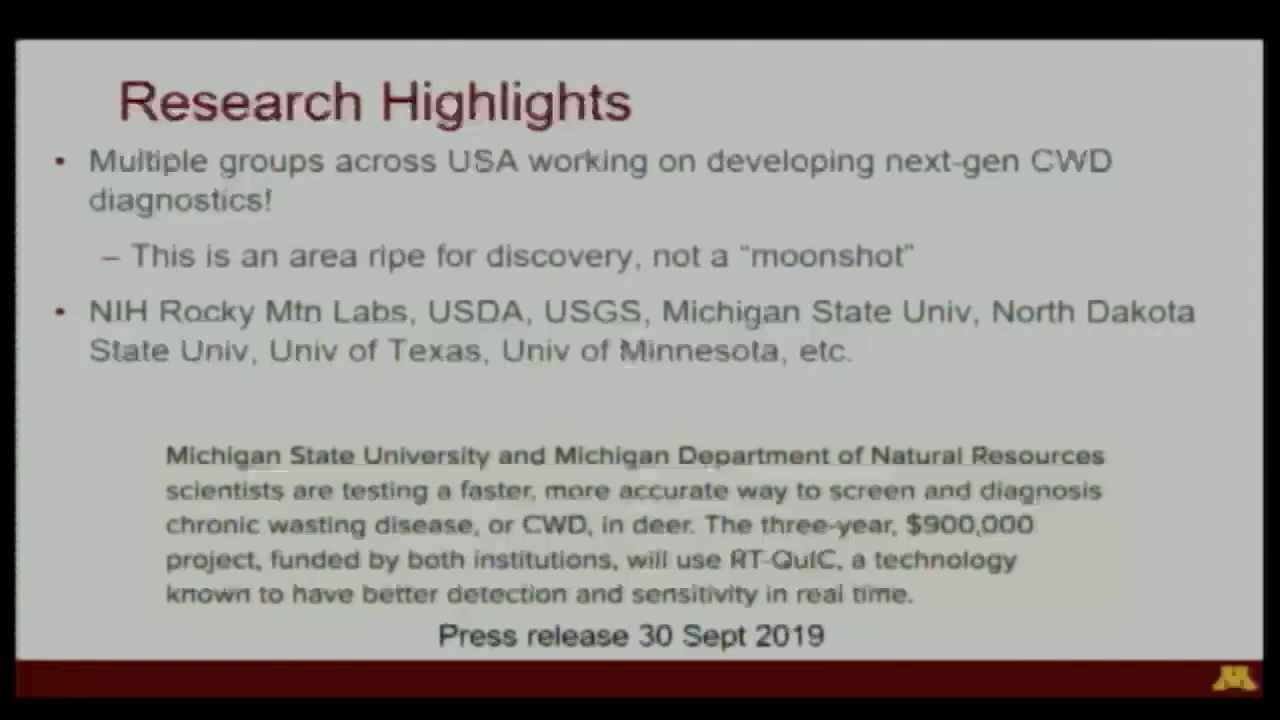 Research Highlights
• Multiple groups across USA working on developing next-gen CWD
diagnostics!
– This is an area ripe for discovery, not a “moonshot”
• NIH Rocky Mtn Labs, USDA, USGS, Michigan State Univ, North Dakota
State Univ, Univ of Texas, Univ of Minnesota, etc.
Michigan State University and Michigan Department of Natural Resources
scientists are testing a faster, more accurate way to screen and diagnosis
chronic wasting disease, or CWD, in deer. The three-year, $900,000
project, funded by both institutions, will use RT-QuIC, a technology
known to have better detection and sensitivity in real time.
Press release 30 Sept 2019
M